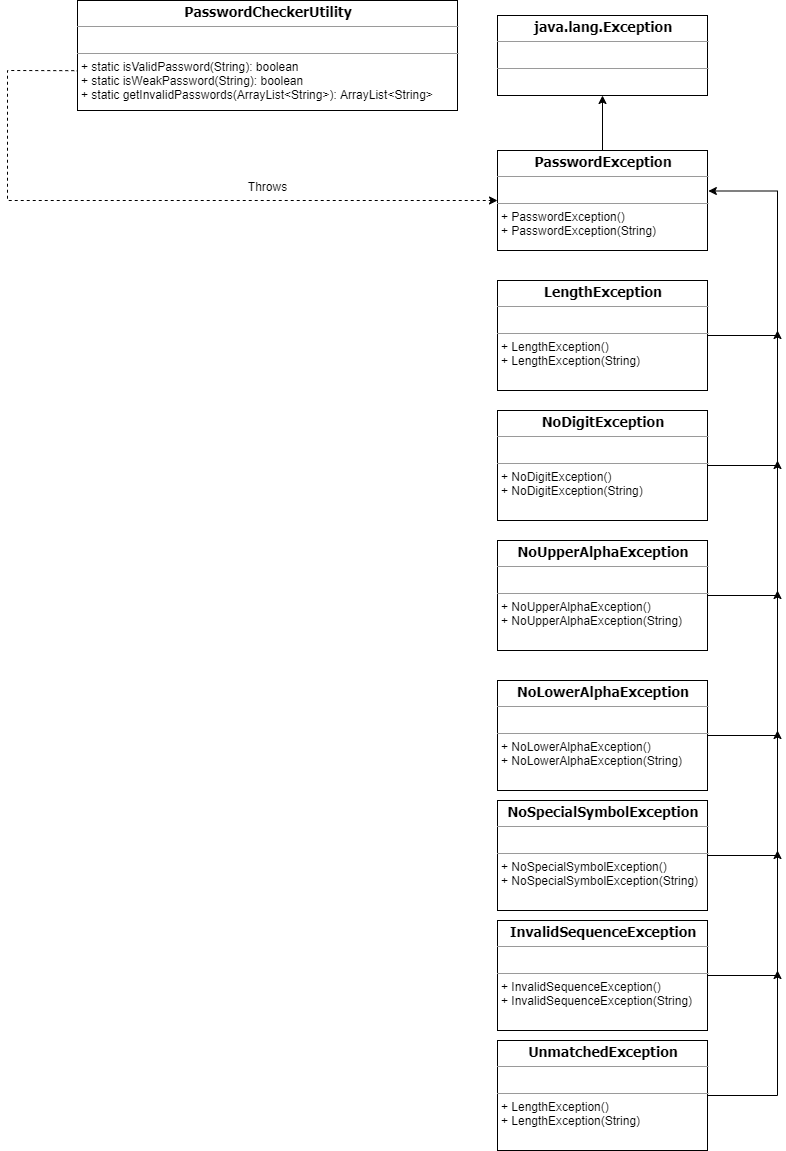 PasswordCheckerUtility
+ static isValidPassword(String): boolean
+ static isWeakPassword(String): boolean
+ static getInvalidPasswords(ArrayList<String>): ArrayList<String>
java.lang.Exception
Throws
PasswordException
+ PasswordException()
+ PasswordException(String)
LengthException
+ LengthException()
+ LengthException(String)
NoDigitException
+ NoDigitException()
+ NoDigitException(String)
NoUpperAlphaException
+ NoUpperAlphaException()
+ NoUpperAlphaException(String)
NoLowerAlphaException
+ NoLowerAlphaException()
+ NoLowerAlphaException(String)
NoSpecialSymbolException
+ NoSpecialSymbolException()
+ NoSpecialSymbolException(String)
InvalidSequenceException
+ InvalidSequenceException()
+ InvalidSequenceException(String)
UnmatchedException
+ LengthException()
+ LengthException(String)